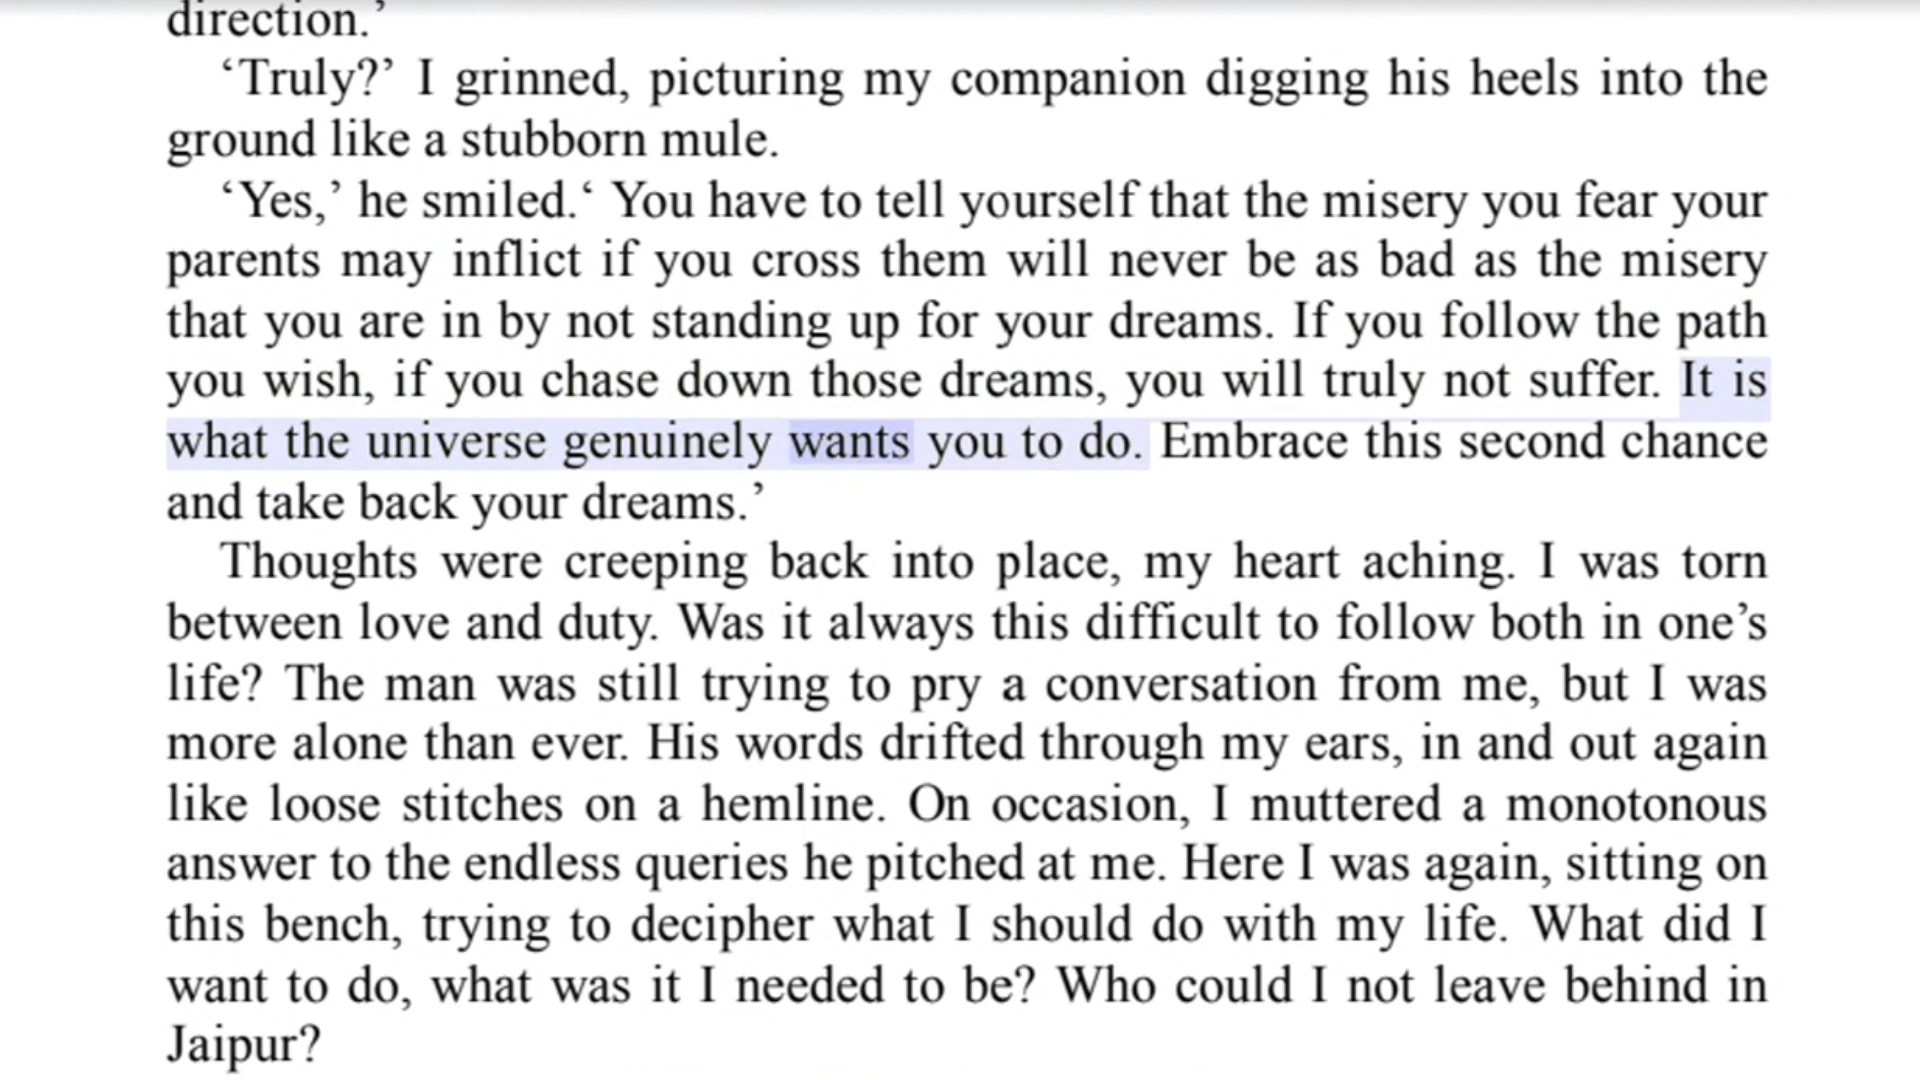 direction.’
‘Truly?’ I grinned, picturing my companion digging his heels into the
ground like a stubborn mule.
‘Yes,’ he smiled.‘ You have to tell yourself that the misery you fear your
parents may inflict if you cross them will never be as bad as the misery
that you are in by not standing up for your dreams. If you follow the path
you wish, if you chase down those dreams, you will truly not suffer. It is
what the universe genuinely wants you to do. Embrace this second chance
and take back your dreams.’
Thoughts were creeping back into place, my heart aching. I was torn
between love and duty. Was it always this difficult to follow both in one’s
life? The man was still trying to pry a conversation from me, but I was
more alone than ever. His words drifted through my ears, in and out again
like loose stitches on a hemline. On occasion, I muttered a monotonous
answer to the endless queries he pitched at me. Here I was again, sitting on
this bench, trying to decipher what I should do with my life. What did I
want to do, what was it I needed to be? Who could I not leave behind in
Jaipur?